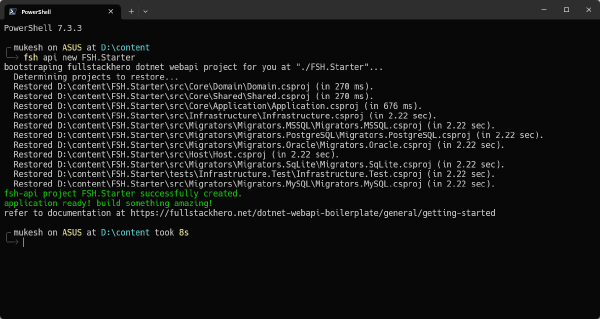 PowerShell
PowerShell 7.3.3
mukesh on ASUS at D:\content
fsh api new FSH.Starter
bootstraping fullstackhero dotnet webapi project for you at "./FSH.Starter"...
Determining projects to restore...
Restored D:\content\FSH.Starter\src\Core\Domain\Domain.csproj (in 270 ms).
Restored D:\content\FSH.Starter\src\Core\Shared\Shared.csproj (in 270 ms).
Restored D:\content\FSH.Starter\src\Core\Application\Application.csproj (in 676 ms).
Restored D:\content\FSH.Starter\src\Infrastructure\Infrastructure.csproj (in 2.22 sec).
Restored D:\content\FSH.Starter\src\Migrators\Migrators.MSSQL\Migrators.MSSQL.csproj (in 2.22 sec).
Restored D:\content\FSH.Starter\src\Migrators\Migrators.PostgreSQL\Migrators.PostgreSQL.csproj (in 2.22 sec).
Restored D:\content\FSH.Starter\src\Migrators\Migrators.Oracle\Migrators.Oracle.csproj (in 2.22 sec).
Restored D:\content\FSH.Starter\src\Host\Host.csproj (in 2.22 sec).
Restored D:\content\FSH.Starter\src\Migrators\Migrators.SqLite\Migrators.SqLite.csproj (in 2.22 sec).
Restored D:\content\FSH.Starter\tests\Infrastructure.Test\Infrastructure.Test.csproj (in 2.22 sec).
Restored D:\content\FSH.Starter\src\Migrators\Migrators.MySQL\Migrators.MySQL.csproj (in 2.22 sec).
fsh-api project FSH.Starter successfully created.
application ready! build something amazing!
refer to documentation at https://fullstackhero.net/dotnet-webapi-boilerplate/general/getting-started
mukesh on ASUS at D:\content took 8s